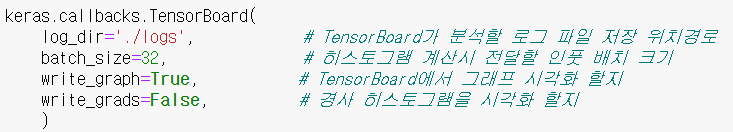 keras.callbacks.TensorBoard(
    log_dir='./logs',                # TensorBoard가 분석할 로그 파일 저장 위치경로
    batch_size=32,                   # 히스토그램 계산시 전달할 인풋 배치 크기
    write_graph=True,               # TensorBoard에서 그래프 시각화 할지
    write_grads=False,              # 경사 히스토그램을 시각화 할지
    )